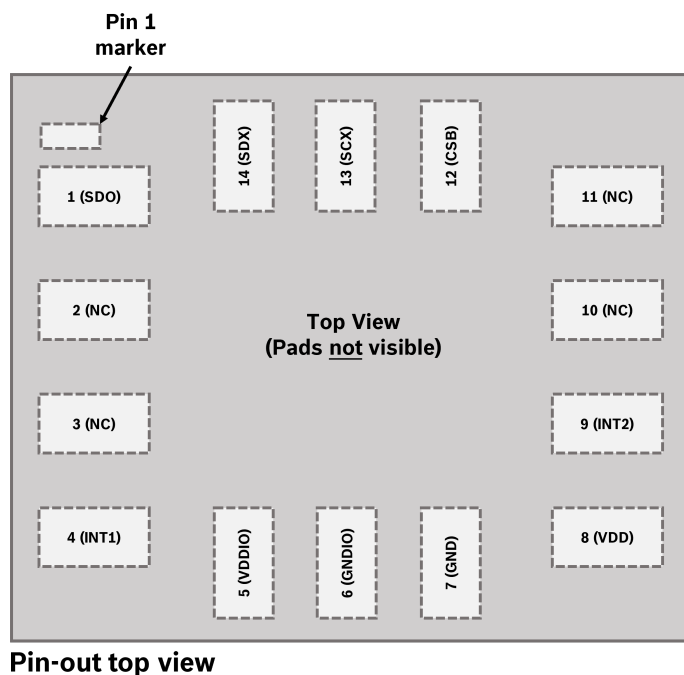 Pin 1
marker
14 (SDX)
13 (SCX)
12 (CSB)
1 (SDO)
11 (NC)
2 (NC)
10 (NC)
Top View
(Pads not visible)
3 (NC)
9 (INT2)
4 (INT1)
5 (VDDIO)
6 (GNDIO)
7 (GND)
8 (VDD)
Pin-out top view